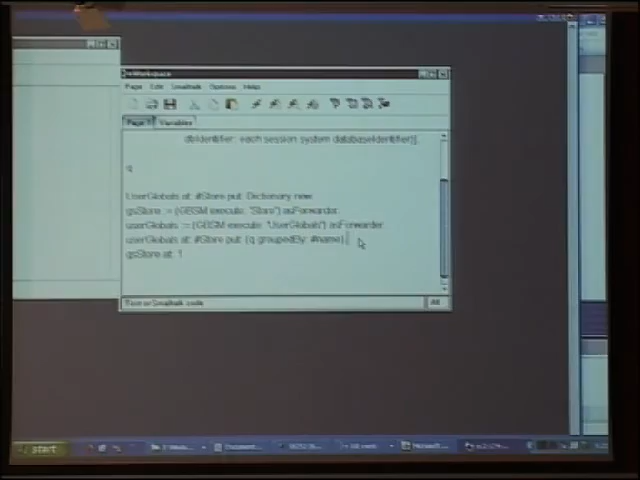 Workspace
Page Edit Smalltalk Options Help
Page Variables
dbIdentifier: each session system databaseIdentifier)].
q
UserGlobals at: #Store put: Dictionary new.
gsStore := (GBSM execute: 'Store') asForwarder.
userGlobals := (GBSM execute: 'UserGlobals') asForwarder.
userGlobals at: #Store put: (q groupedBy: #name).
gsStore at: 1
Text or Smalltalk code
start